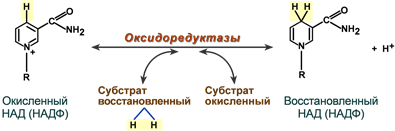 H
C
O
NH₂
N⁺
R
Оксидоредуктазы
H H
C
O
NH₂
N
R
+ H⁺
Субстрат
восстановленный
H H
Субстрат
окисленный
Окисленный
НАД (НАДФ)
Восстановленный
НАД (НАДФ)